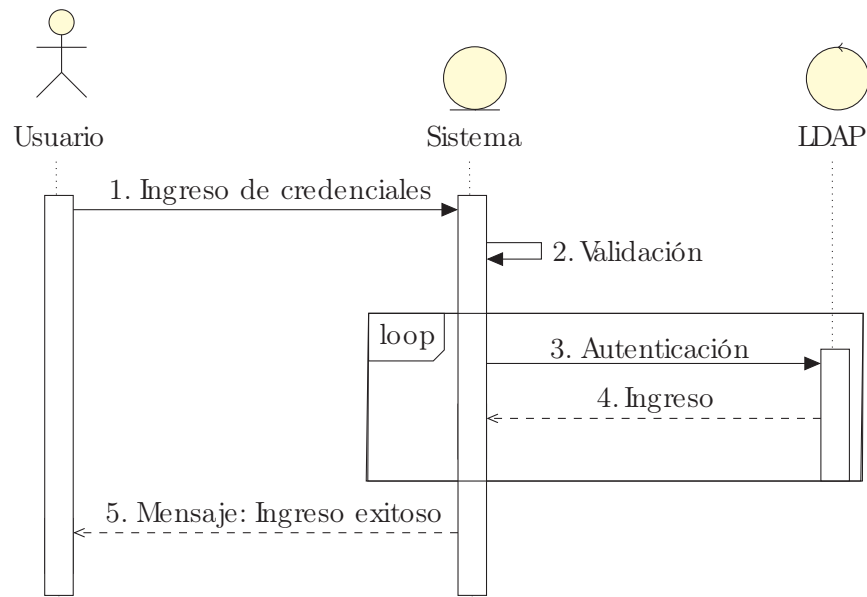 Usuario
Sistema
LDAP
1. Ingreso de credenciales
2. Validación
loop
3. Autenticación
4. Ingreso
5. Mensaje: Ingreso exitoso